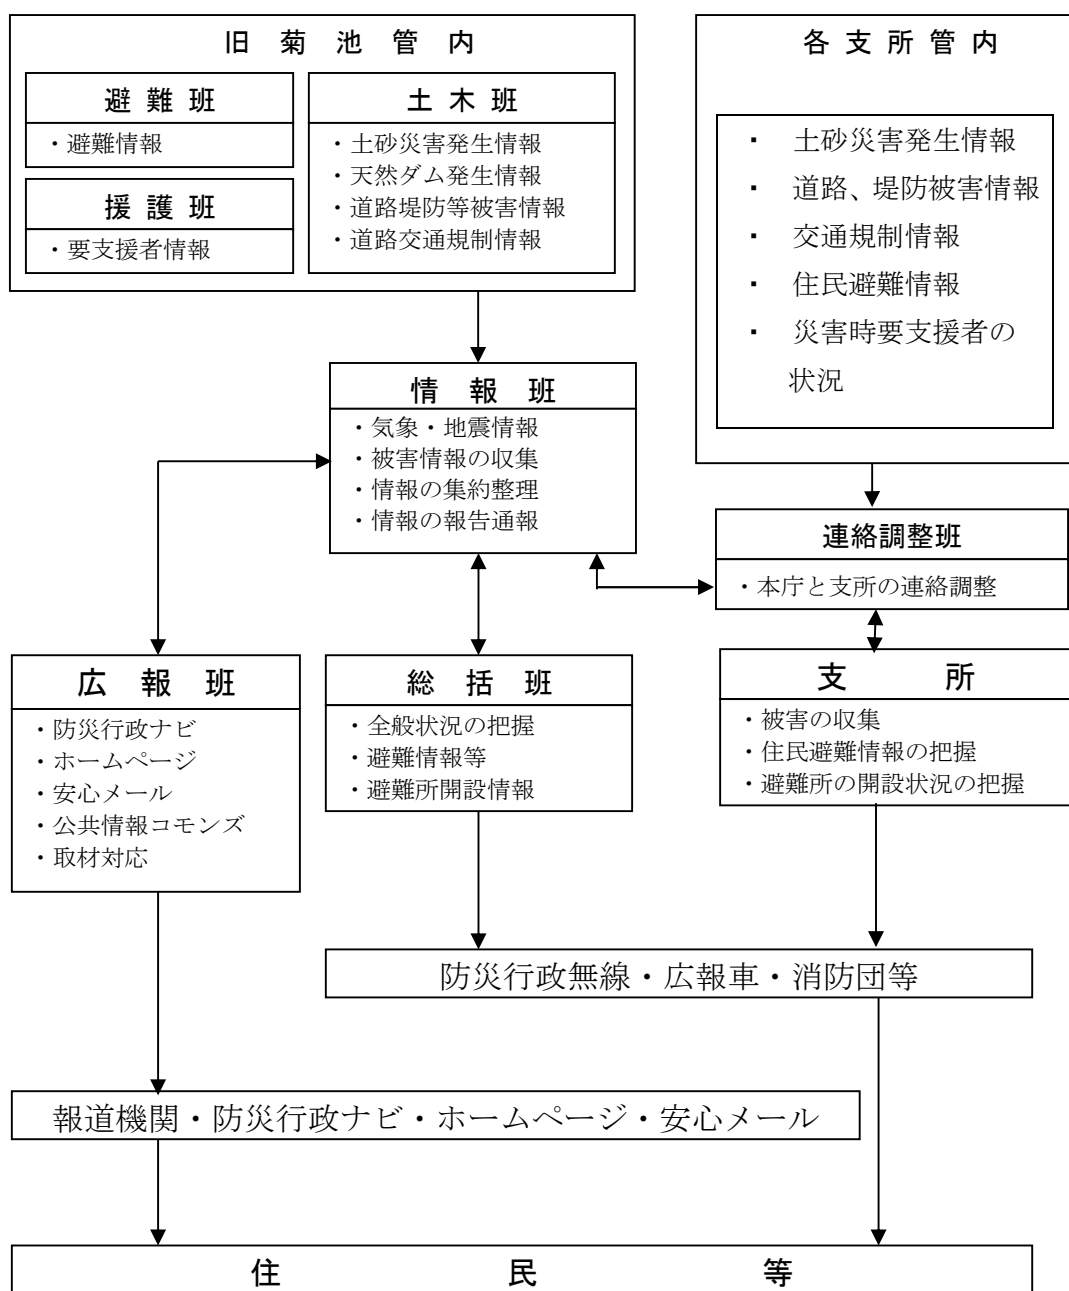 旧菊池管内
避難班
・避難情報
援護班
・要支援者情報
土木班
・土砂災害発生情報
・天然ダム発生情報
・道路堤防等被害情報
・道路交通規制情報
各支所管内
・ 土砂災害発生情報
・ 道路、堤防被害情報
・ 交通規制情報
・ 住民避難情報
・ 災害時要支援者の
状況
情報班
・気象・地震情報
・被害情報の収集
・情報の集約整理
・情報の報告通報
連絡調整班
・本庁と支所の連絡調整
広報班
・防災行政ナビ
・ホームページ
・安心メール
・公共情報コモンズ
・取材対応
総括班
・全般状況の把握
・避難情報等
・避難所開設情報
支所
・被害の収集
・住民避難情報の把握
・避難所の開設状況の把握
防災行政無線・広報車・消防団等
報道機関・防災行政ナビ・ホームページ・安心メール
住民等